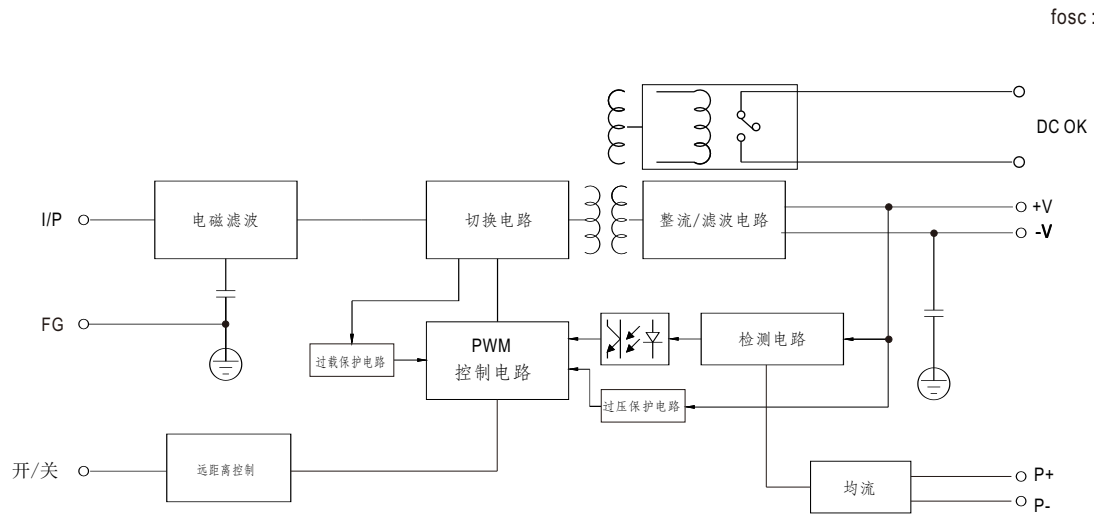 fosc :
DC OK
I/P
电磁滤波
切换电路
整流/滤波电路
+V
-V
FG
过载保护电路
PWM
控制电路
检测电路
过压保护电路
开/关
远距离控制
均流
P+
P-